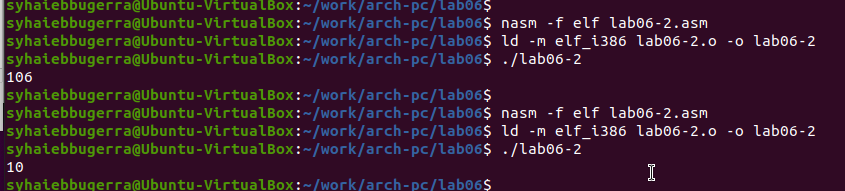 syhaiebbugerra@Ubuntu-VirtualBox:~/work/arch-pc/lab06$
syhaiebbugerra@Ubuntu-VirtualBox:~/work/arch-pc/lab06$ nasm -f elf lab06-2.asm
syhaiebbugerra@Ubuntu-VirtualBox:~/work/arch-pc/lab06$ ld -m elf_i386 lab06-2.o -o lab06-2
syhaiebbugerra@Ubuntu-VirtualBox:~/work/arch-pc/lab06$ ./lab06-2
106
syhaiebbugerra@Ubuntu-VirtualBox:~/work/arch-pc/lab06$
syhaiebbugerra@Ubuntu-VirtualBox:~/work/arch-pc/lab06$ nasm -f elf lab06-2.asm
syhaiebbugerra@Ubuntu-VirtualBox:~/work/arch-pc/lab06$ ld -m elf_i386 lab06-2.o -o lab06-2
syhaiebbugerra@Ubuntu-VirtualBox:~/work/arch-pc/lab06$ ./lab06-2
10
syhaiebbugerra@Ubuntu-VirtualBox:~/work/arch-pc/lab06$